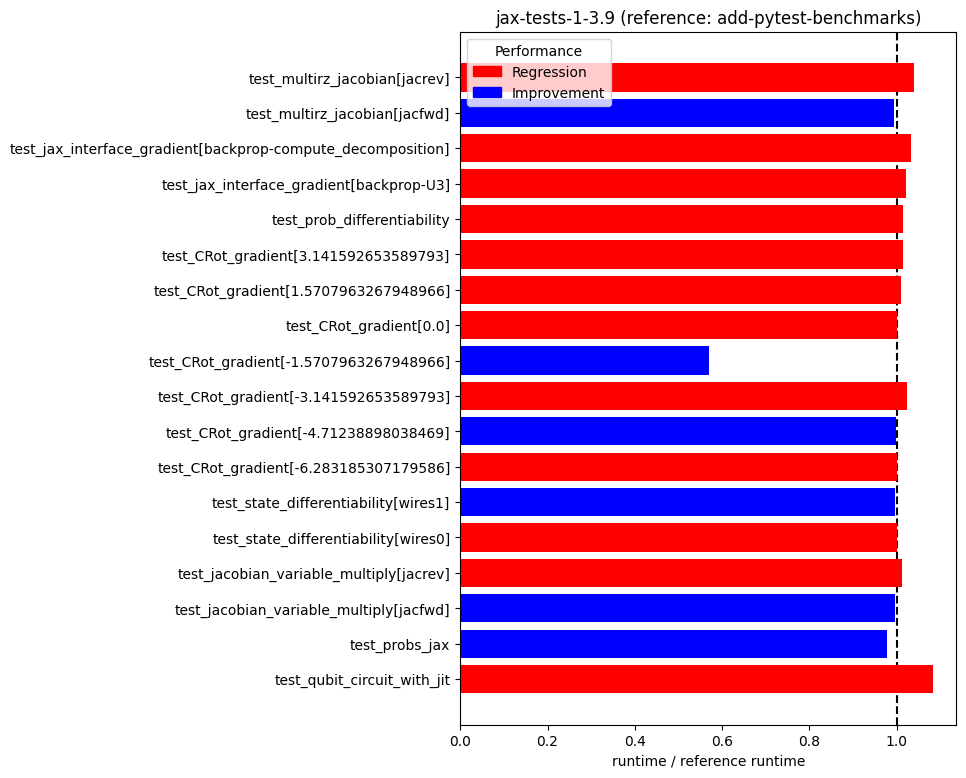 jax-tests-1-3.9 (reference: add-pytest-benchmarks)
Performance
Regression
Improvement
test_multirz_jacobian[jacrev]
test_multirz_jacobian[jacfwd]
test_jax_interface_gradient[backprop-compute_decomposition]
test_jax_interface_gradient[backprop-U3]
test_prob_differentiability
test_CRot_gradient[3.141592653589793]
test_CRot_gradient[1.5707963267948966]
test_CRot_gradient[0.0]
test_CRot_gradient[-1.5707963267948966]
test_CRot_gradient[-3.141592653589793]
test_CRot_gradient[-4.71238898038469]
test_CRot_gradient[-6.283185307179586]
test_state_differentiability[wires1]
test_state_differentiability[wires0]
test_jacobian_variable_multiply[jacrev]
test_jacobian_variable_multiply[jacfwd]
test_probs_jax
test_qubit_circuit_with_jit
0.0 0.2 0.4 0.6 0.8 1.0
runtime / reference runtime